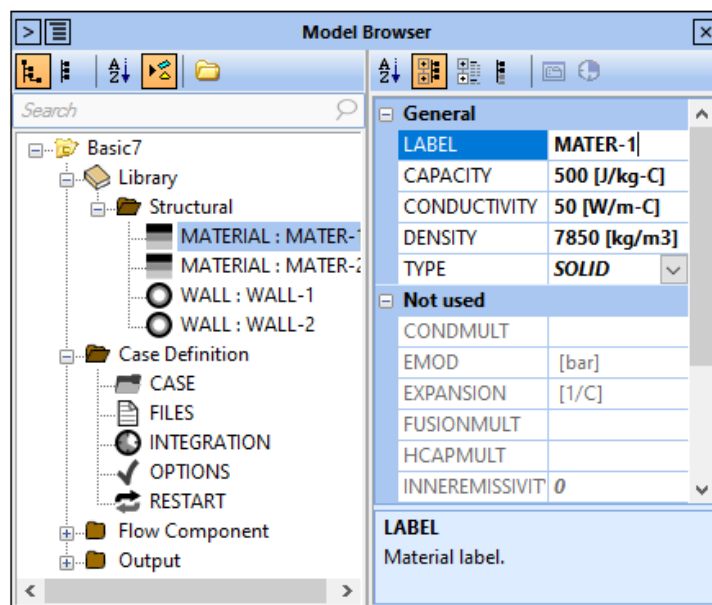 Model Browser
Search
Basic7
Library
Structural
MATERIAL : MATER-1
MATERIAL : MATER-2
WALL : WALL-1
WALL : WALL-2
Case Definition
CASE
FILES
INTEGRATION
OPTIONS
RESTART
Flow Component
Output
General
LABEL MATER-1
CAPACITY 500 [J/kg-C]
CONDUCTIVITY 50 [W/m-C]
DENSITY 7850 [kg/m3]
TYPE SOLID
Not used
CONDMULT
EMOD [bar]
EXPANSION [1/C]
FUSIONMULT
HCAPMULT
INNEREMISSIVIT 0
LABEL
Material label.